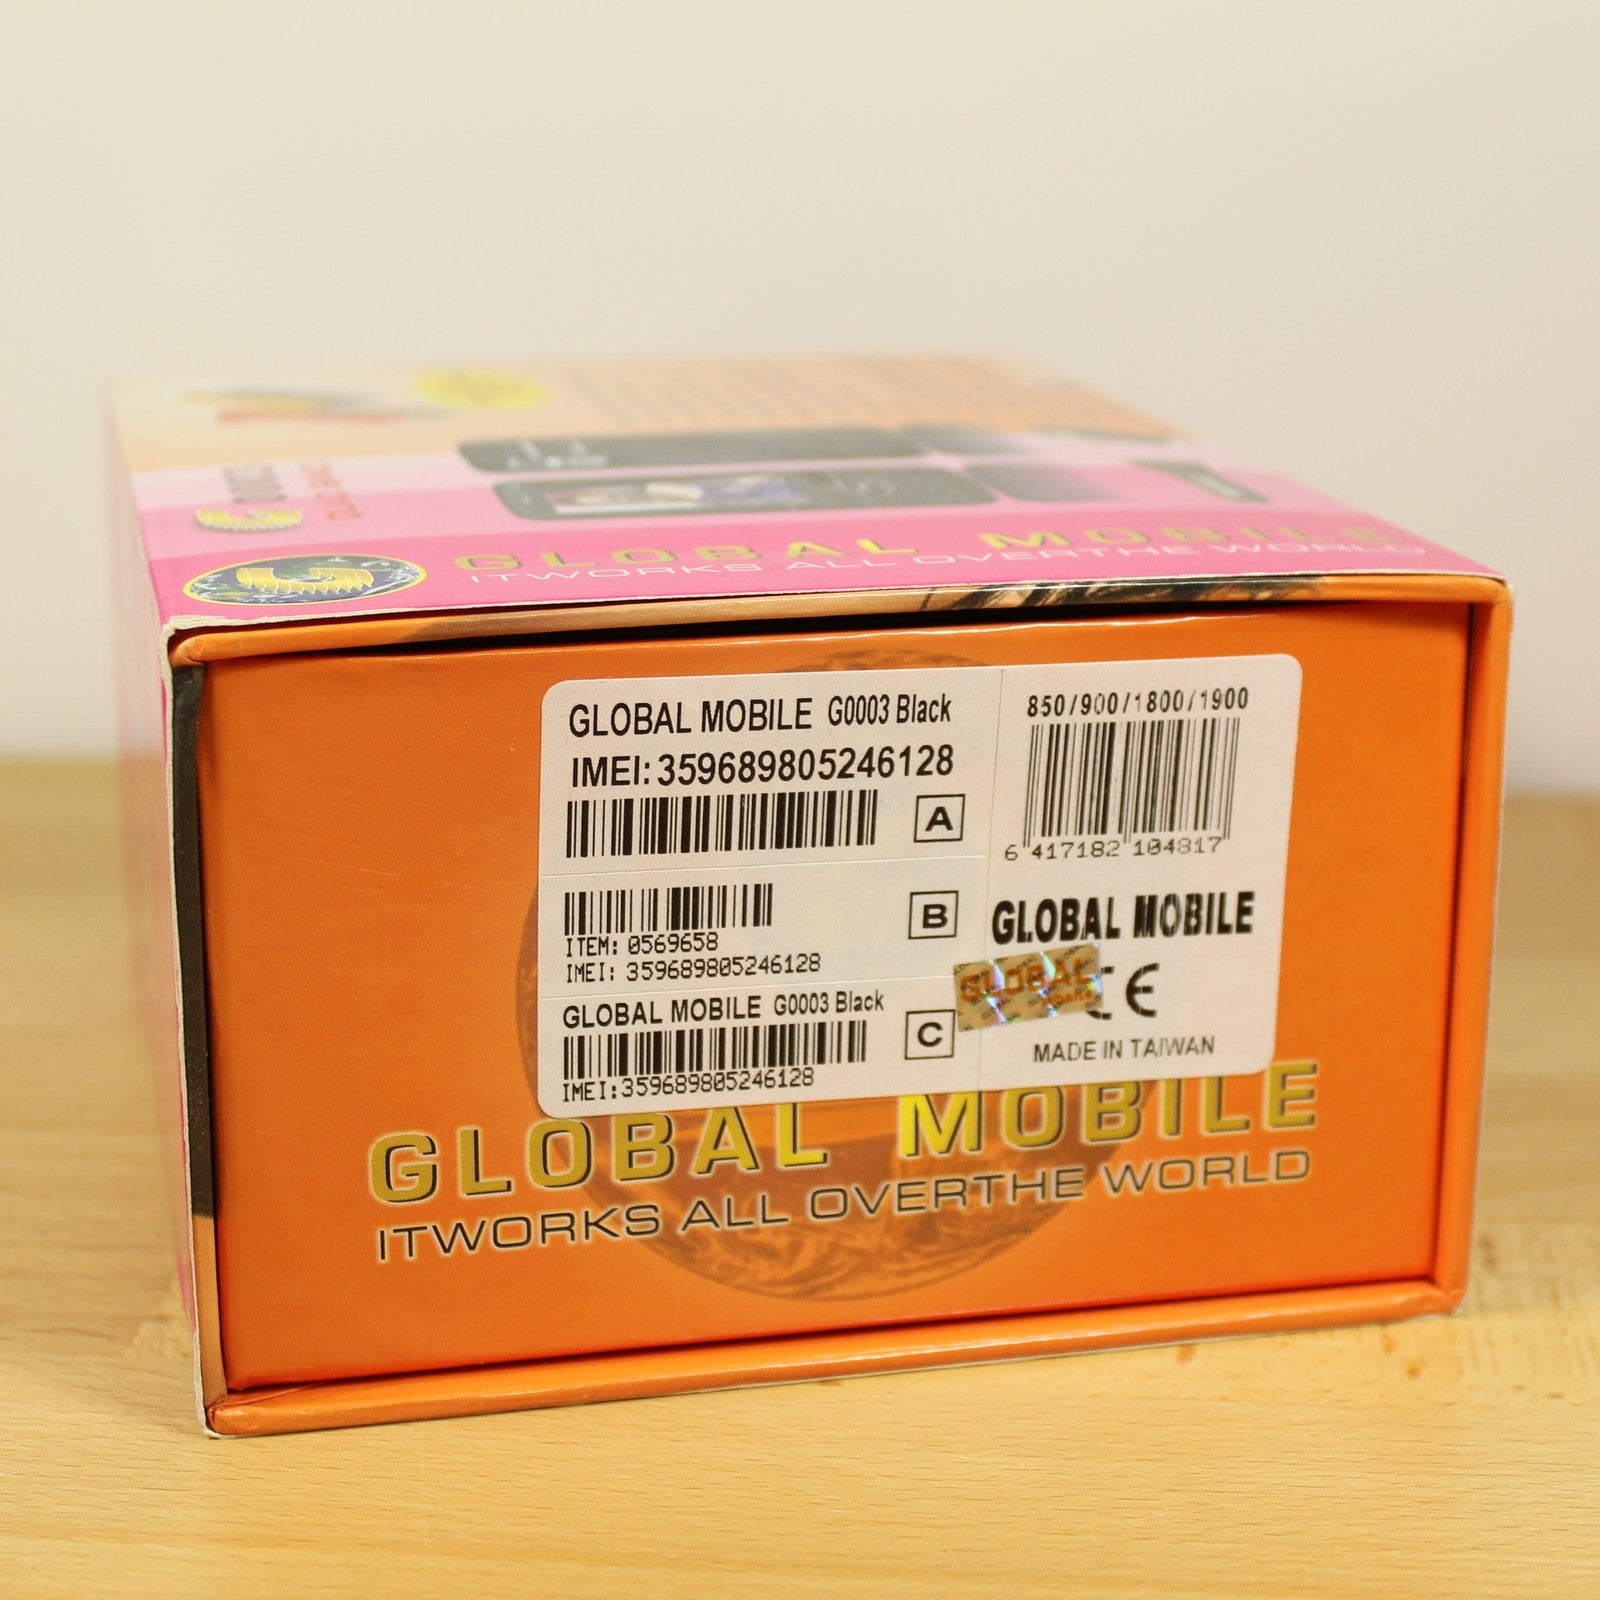 GLOBAL MOBILE
ITWORKS ALL OVERTHE WORLD
GLOBAL MOBILE G0003 Black
IMEI: 359689805246128
A
ITEM: 0569658
IMEI: 359689805246128
B
GLOBAL MOBILE G0003 Black
IMEI:359689805246128
C
850/900/1800/1900
6 417182 104817
GLOBAL MOBILE
GLOBAL
CE
MADE IN TAIWAN
GLOBAL MOBILE
ITWORKS ALL OVERTHE WORLD